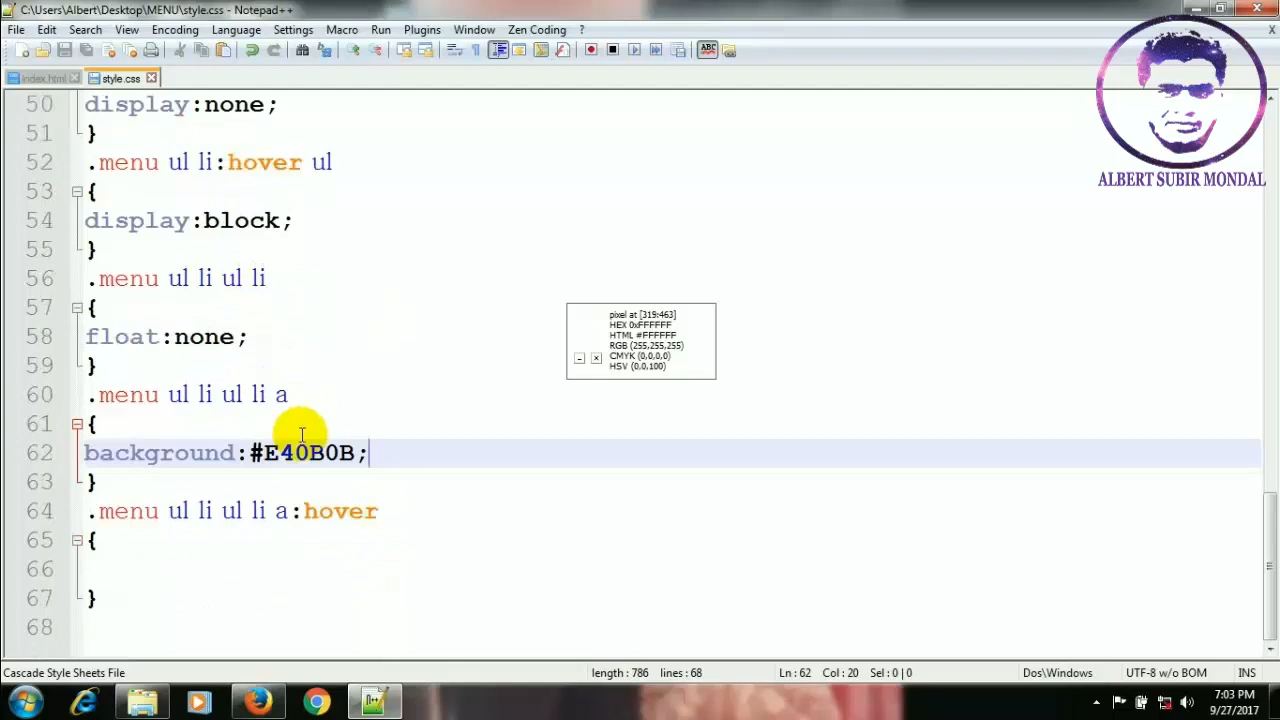 C:\Users\Albert\Desktop\MENU\style.css - Notepad++
File Edit Search View Encoding Language Settings Macro Run Plugins Window Zen Coding ?
index.html style.css
50 display:none;
51 }
52 .menu ul li:hover ul
53 {
54 display:block;
55 }
56 .menu ul li ul li
57 {
58 float:none;
59 }
60 .menu ul li ul li a
61 {
62 background:#E40B0B;
63 }
64 .menu ul li ul li a:hover
65 {
66
67 }
68
pixel at [319:463]
HEX 0xFFFFFF
HTML #FFFFFF
RGB (255,255,255)
CMYK (0,0,0,0)
HSV (0,0,100)
ALBERT SUBIR MONDAL
Cascade Style Sheets File length : 786 lines : 68 Ln : 62 Col : 20 Sel : 0 | 0 Dos\Windows UTF-8 w/o BOM INS
7:03 PM
9/27/2017